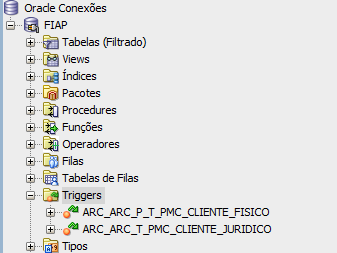 Oracle Conexões
FIAP
Tabelas (Filtrado)
Views
Índices
Pacotes
Procedures
Funções
Operadores
Filas
Tabelas de Filas
Triggers
ARC_ARC_P_T_PMC_CLIENTE_FISICO
ARC_ARC_T_PMC_CLIENTE_JURIDICO
Tipos